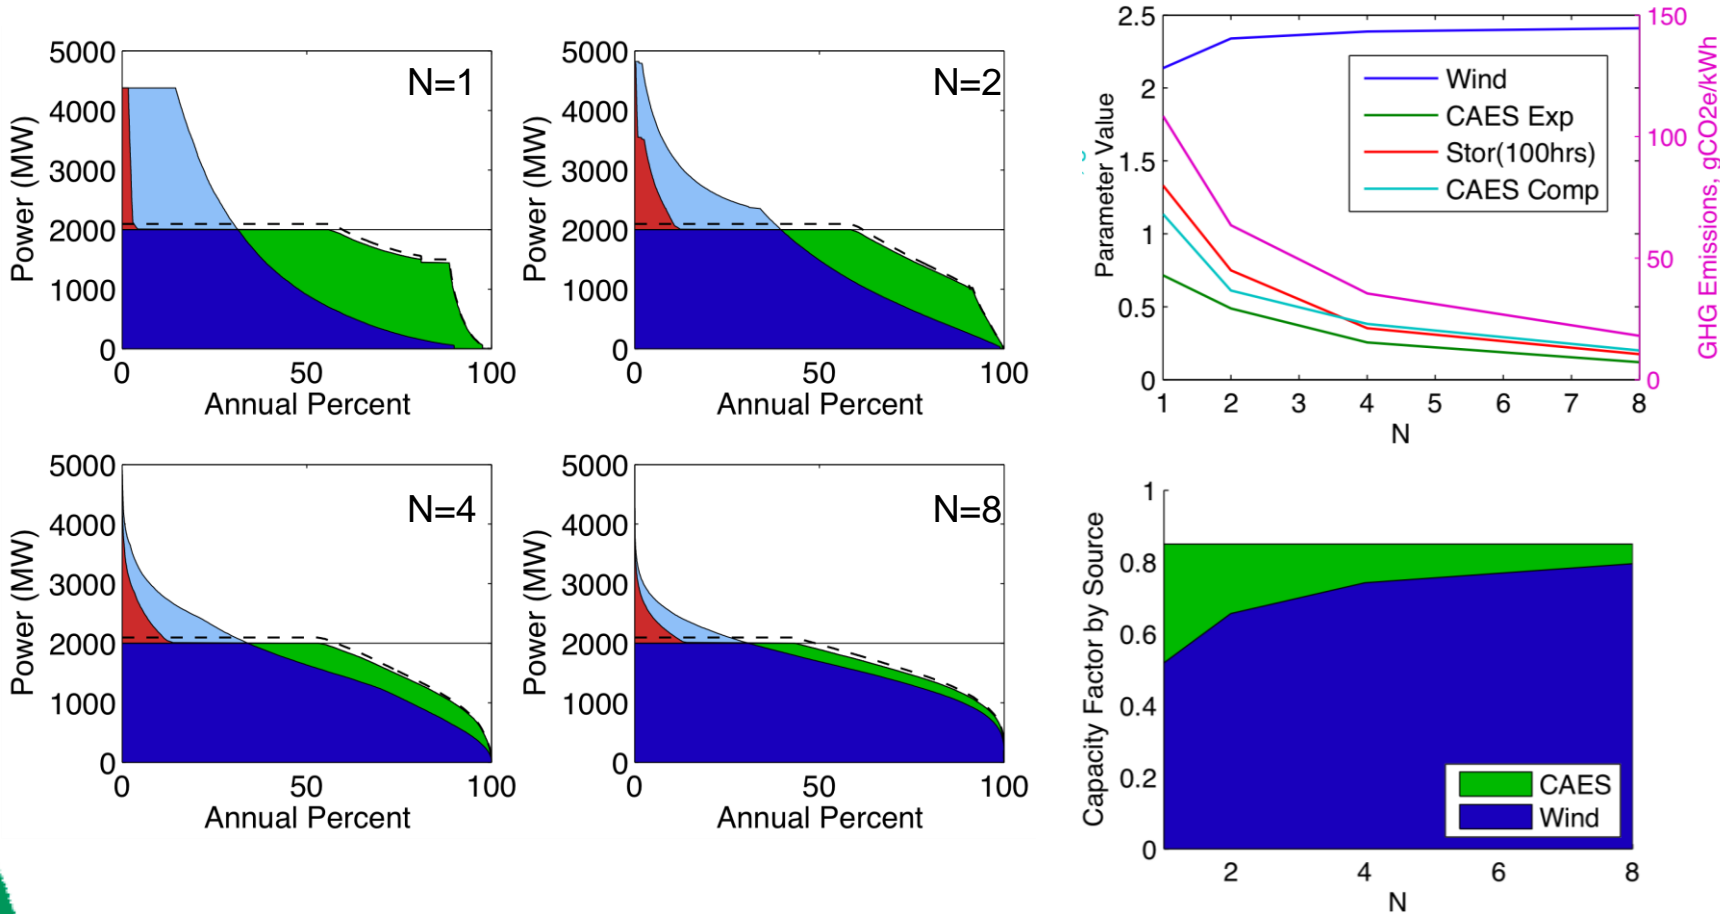 N=1
5000
4000
3000
2000
1000
0
Power (MW)
0 50 100
Annual Percent
N=2
5000
4000
3000
2000
1000
0
Power (MW)
0 50 100
Annual Percent
N=4
5000
4000
3000
2000
1000
0
Power (MW)
0 50 100
Annual Percent
N=8
5000
4000
3000
2000
1000
0
Power (MW)
0 50 100
Annual Percent
2.5
2
1.5
1
0.5
0
Parameter Value
Wind
CAES Exp
Stor(100hrs)
CAES Comp
150
100
50
0
GHG Emissions, gCO2e/kWh
1 2 3 4 5 6 7 8
N
1
0.8
0.6
0.4
0.2
0
Capacity Factor by Source
CAES
Wind
2 4 6 8
N